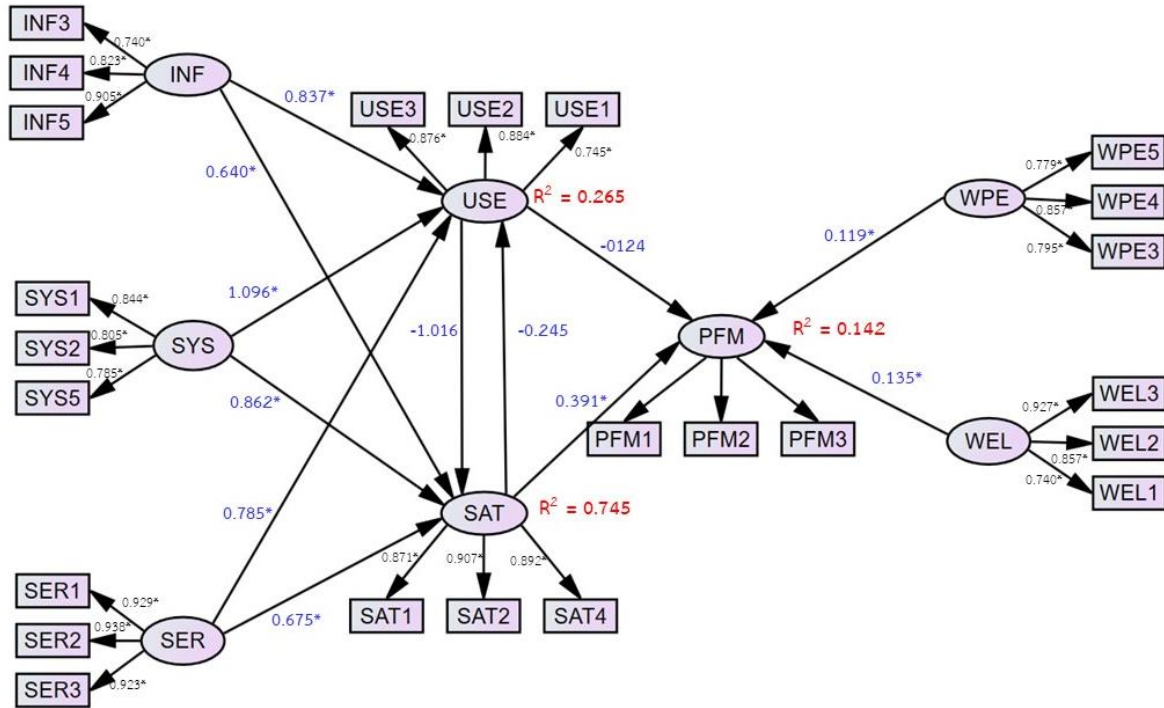 INF3
0.740*
INF4
0.823*
INF5
0.905*
INF
0.837*
0.640*
USE3
USE2
USE1
0.876*
0.884*
0.745*
USE
R² = 0.265
WPE5
WPE4
WPE3
0.779*
0.857*
0.795*
WPE
0.119*
-0124
SYS1
SYS2
SYS5
0.844*
0.805*
0.785*
SYS
1.096*
0.862*
-1.016
-0.245
PFM
R² = 0.142
0.391*
0.135*
PFM1
PFM2
PFM3
WEL3
WEL2
WEL1
0.927*
0.857*
0.740*
WEL
0.785*
0.675*
SAT
R² = 0.745
0.871*
0.907*
0.892*
SAT1
SAT2
SAT4
SER1
SER2
SER3
0.929*
0.938*
0.923*
SER